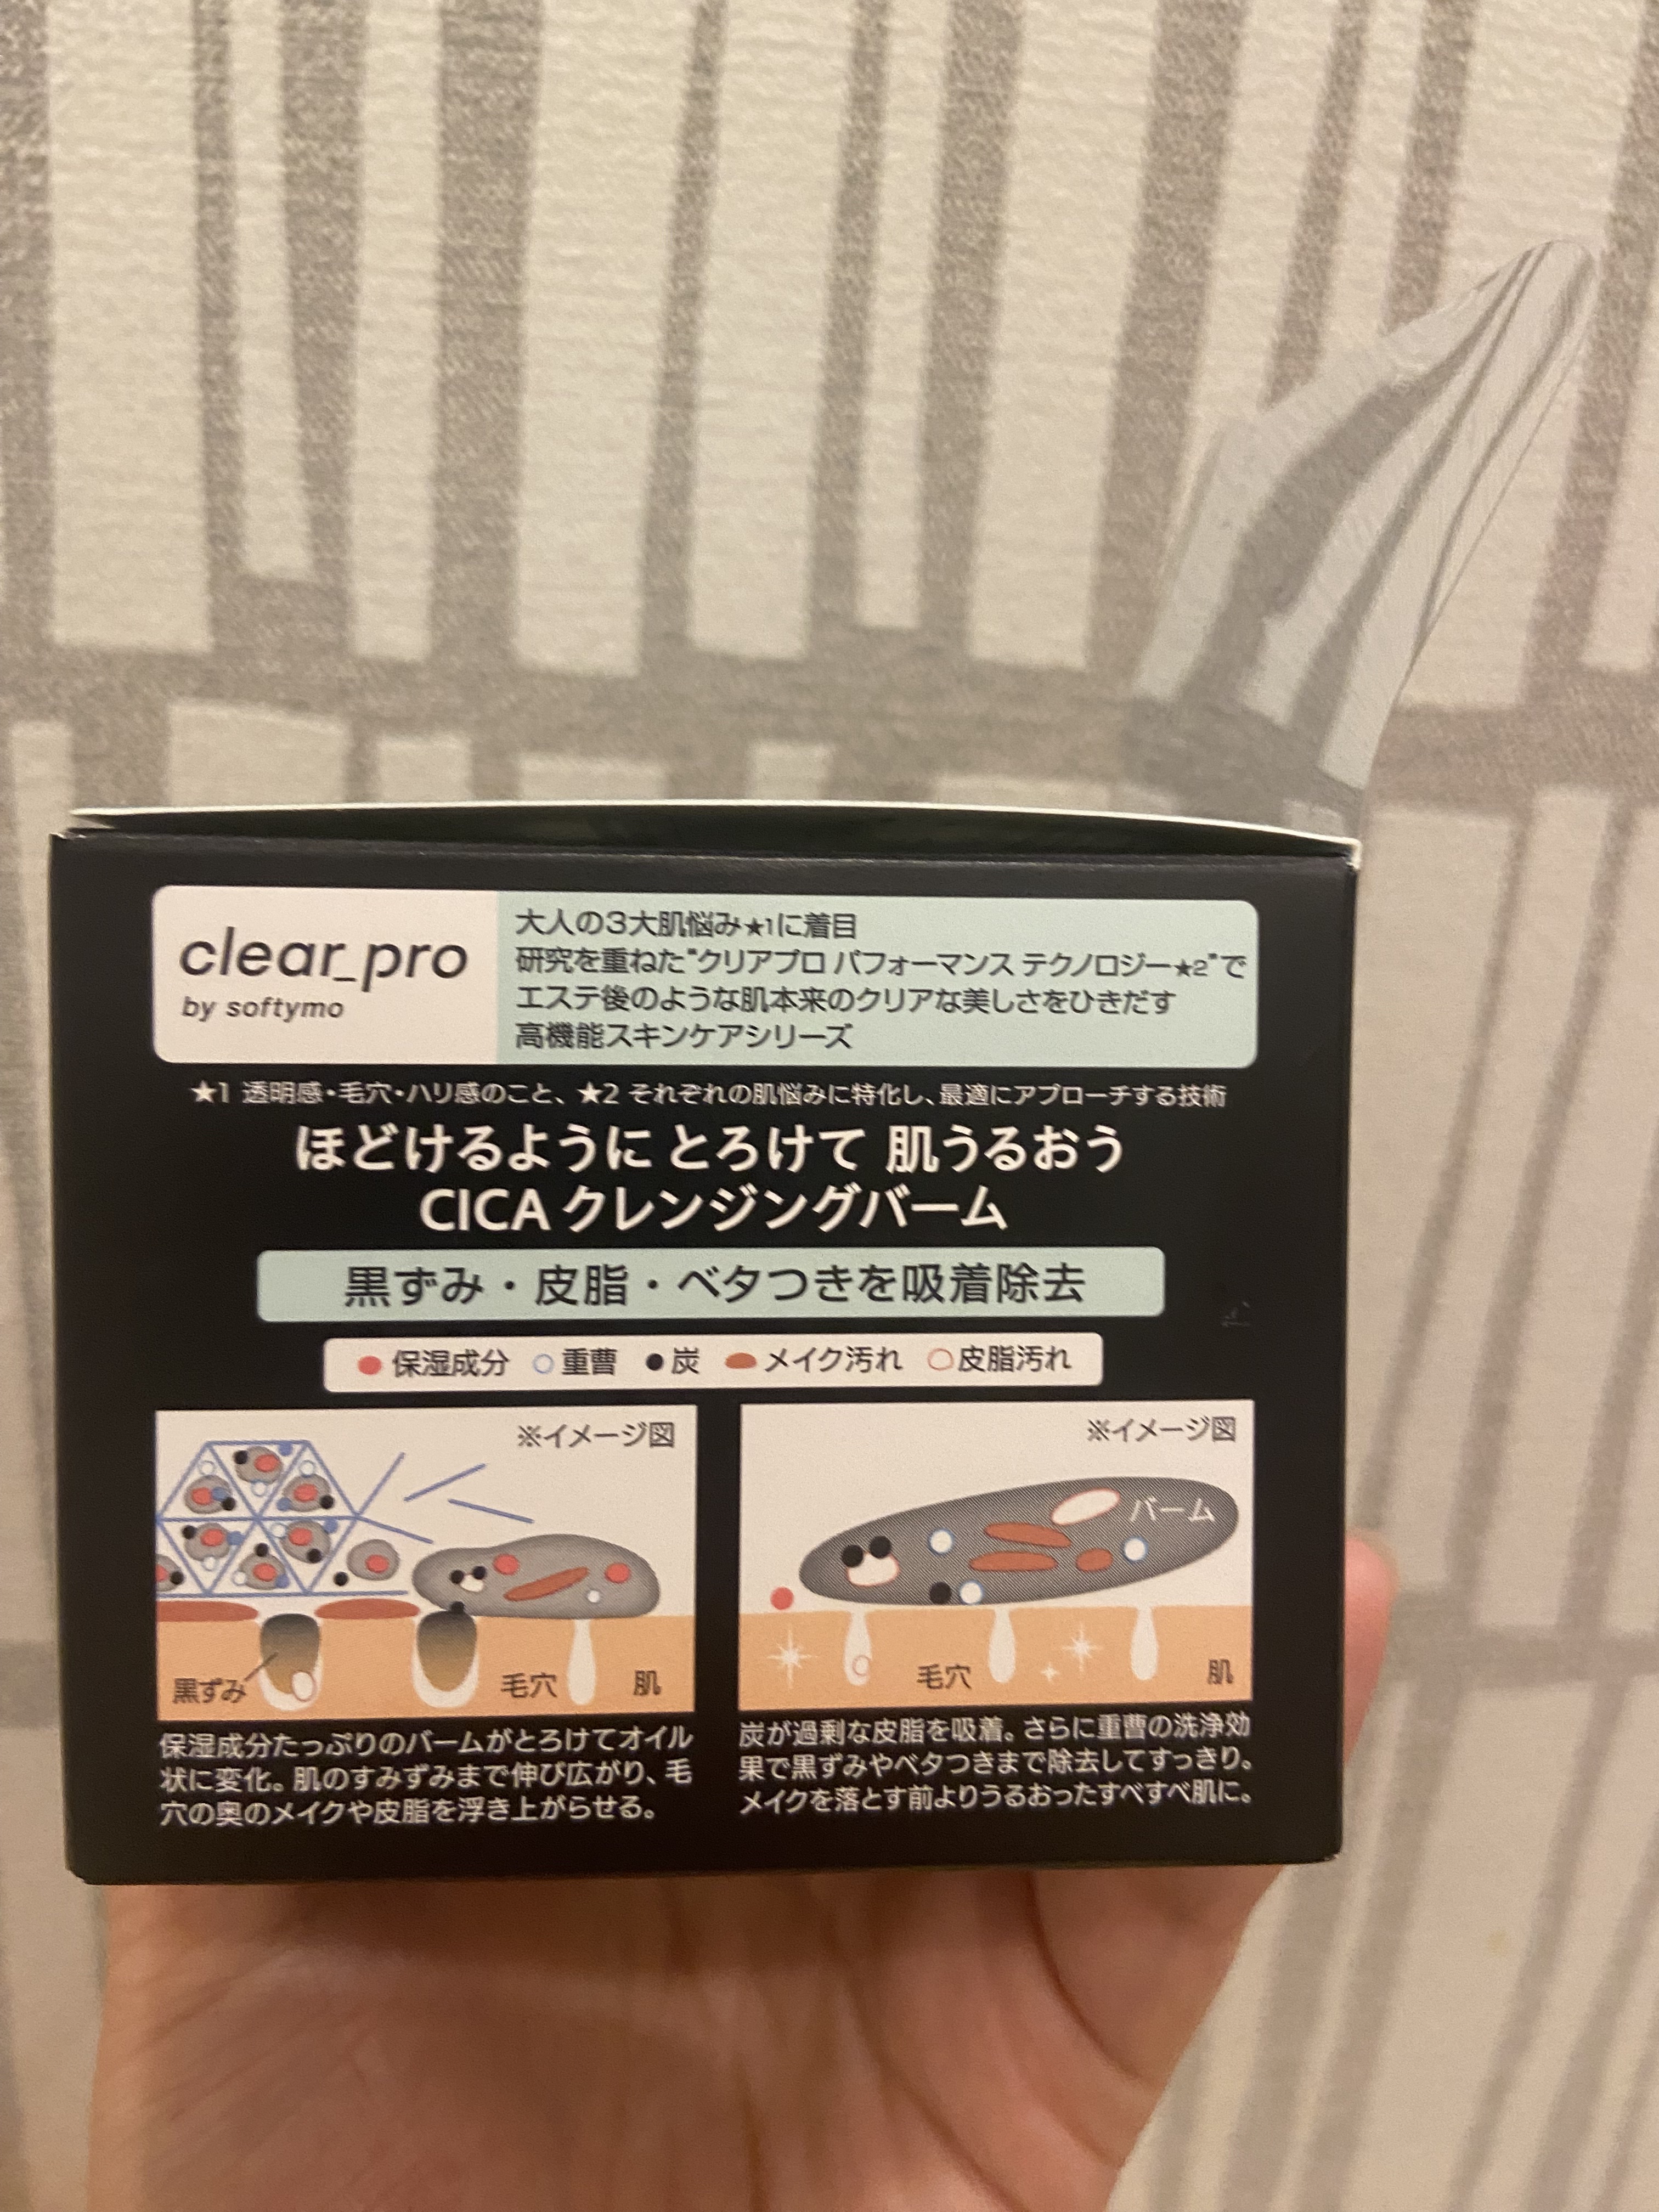 clear_pro
by softymo
大人の3大肌悩み★1に着目
研究を重ねた"クリアプロ パフォーマンス テクノロジー★2"で
エステ後のような肌本来のクリアな美しさをひきだす
高機能スキンケアシリーズ
★1 透明感・毛穴・ハリ感のこと、★2 それぞれの肌悩みに特化し、最適にアプローチする技術
ほどけるように とろけて 肌うるおう
CICA クレンジングバーム
黒ずみ・皮脂・ベタつきを吸着除去
保湿成分 重曹 炭 メイク汚れ 皮脂汚れ
※イメージ図
黒ずみ 毛穴 肌
保湿成分たっぷりのバームがとろけてオイル
状に変化。肌のすみずみまで伸び広がり、毛
穴の奥のメイクや皮脂を浮き上がらせる。
※イメージ図
バーム
毛穴 肌
炭が過剰な皮脂を吸着。さらに重曹の洗浄効
果で黒ずみやベタつきまで除去してすっきり。
メイクを落とす前よりうるおったすべすべ肌に。